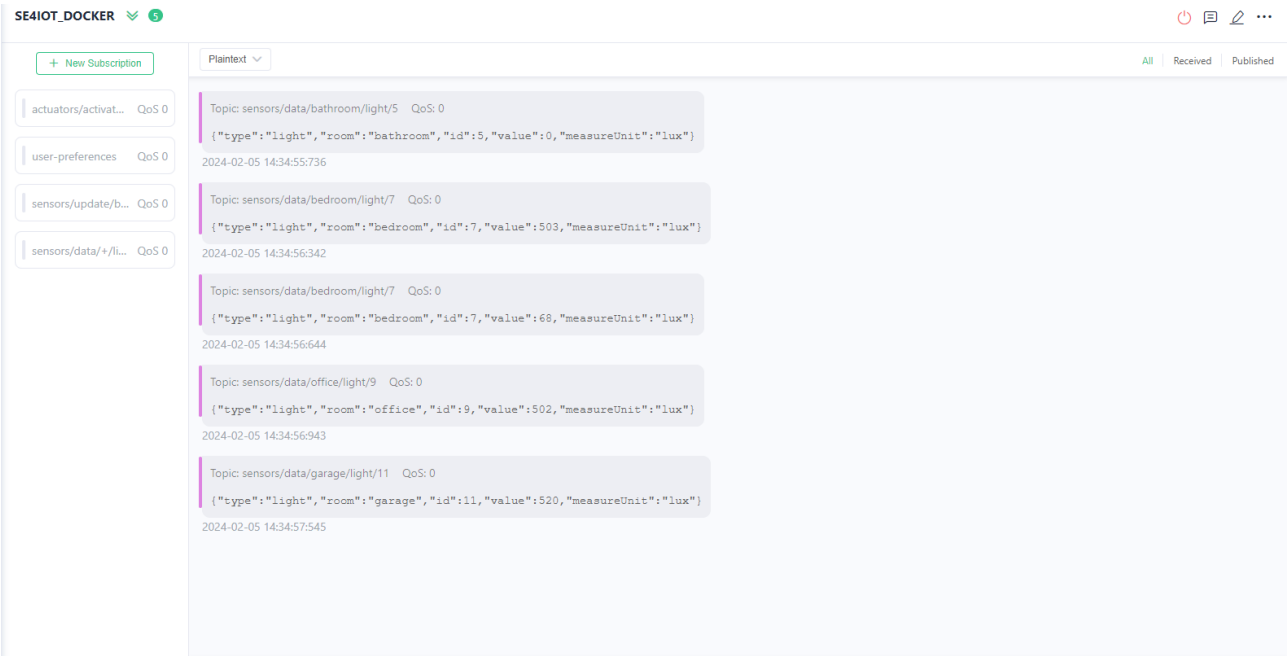 SE4IOT_DOCKER 5
+ New Subscription
Plaintext
All Received Published
actuators/activat... QoS 0
user-preferences QoS 0
sensors/update/b... QoS 0
sensors/data/+/li... QoS 0
Topic: sensors/data/bathroom/light/5 QoS: 0
{"type":"light","room":"bathroom","id":5,"value":0,"measureUnit":"lux"}
2024-02-05 14:34:55:736
Topic: sensors/data/bedroom/light/7 QoS: 0
{"type":"light","room":"bedroom","id":7,"value":503,"measureUnit":"lux"}
2024-02-05 14:34:56:342
Topic: sensors/data/bedroom/light/7 QoS: 0
{"type":"light","room":"bedroom","id":7,"value":68,"measureUnit":"lux"}
2024-02-05 14:34:56:644
Topic: sensors/data/office/light/9 QoS: 0
{"type":"light","room":"office","id":9,"value":502,"measureUnit":"lux"}
2024-02-05 14:34:56:943
Topic: sensors/data/garage/light/11 QoS: 0
{"type":"light","room":"garage","id":11,"value":520,"measureUnit":"lux"}
2024-02-05 14:34:57:545